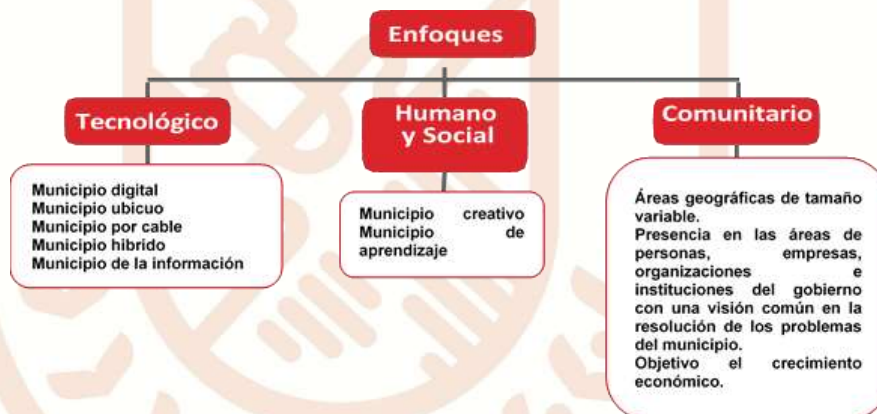 Enfoques
Tecnológico
Municipio digital
Municipio ubicuo
Municipio por cable
Municipio hibrido
Municipio de la información
Humano
y Social
Municipio creativo
Municipio de
aprendizaje
Comunitario
Áreas geográficas de tamaño
variable.
Presencia en las áreas de
personas, empresas,
organizaciones e
instituciones del gobierno
con una visión común en la
resolución de los problemas
del municipio.
Objetivo el crecimiento
económico.